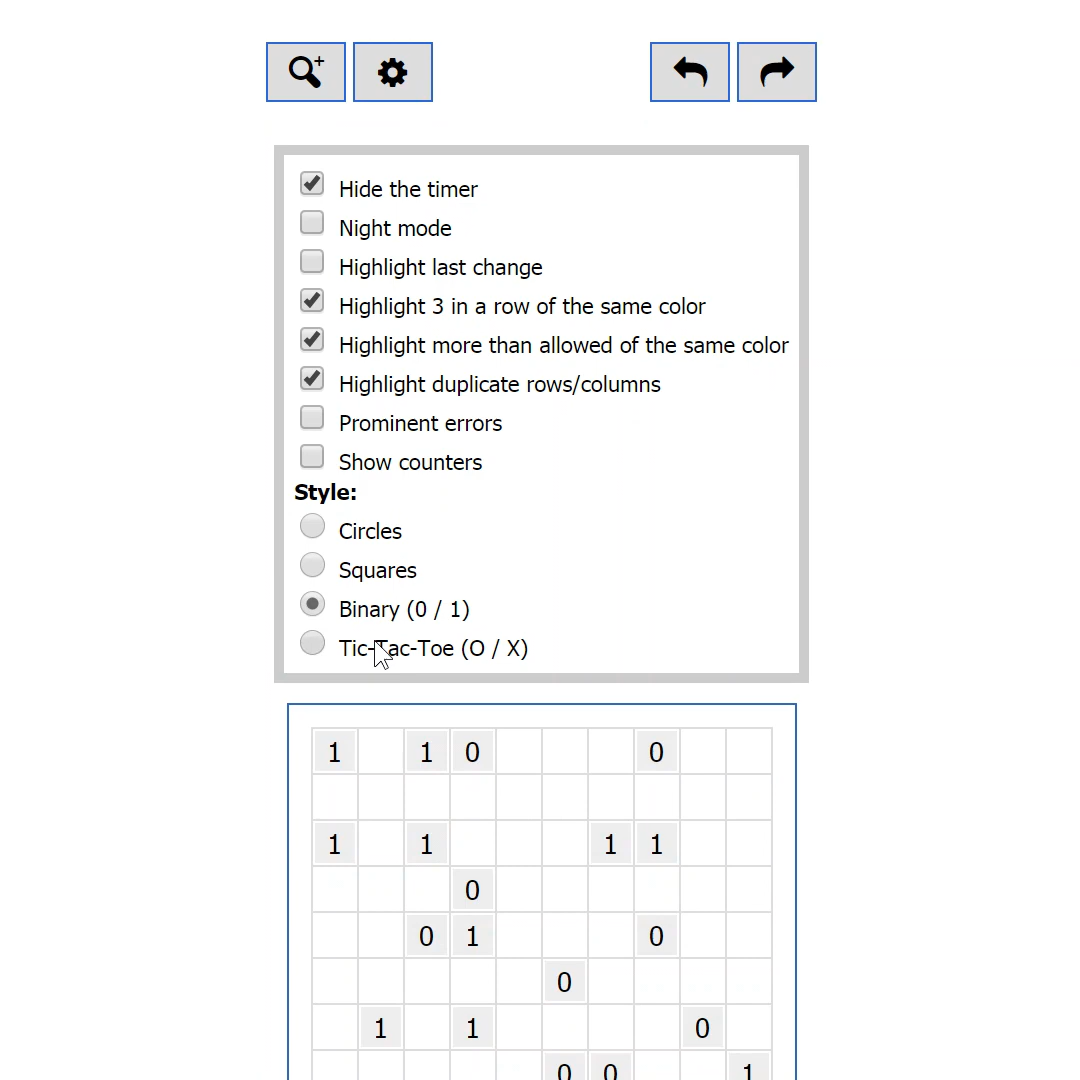 Hide the timer
Night mode
Highlight last change
Highlight 3 in a row of the same color
Highlight more than allowed of the same color
Highlight duplicate rows/columns
Prominent errors
Show counters
Style:
Circles
Squares
Binary (0 / 1)
Tic-Tac-Toe (O / X)
1 1 0 0
1 1 1 1
0
0 1 0
0
1 1 0
0 0 1